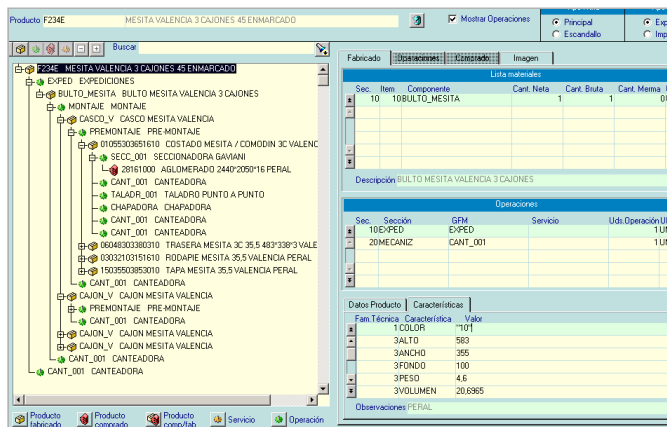 Producto F234E MESITA VALENCIA 3 CAJONES 45 ENMARCADO
Mostrar Operaciones
Principal
Escandallo
Buscar
F234E MESITA VALENCIA 3 CAJONES 45 ENMARCADO
EXPED EXPEDICIONES
BULTO_MESITA BULTO MESITA VALENCIA 3 CAJONES
MONTAJE MONTAJE
CASCO_V CASCO MESITA VALENCIA
PREMONTAJE PRE-MONTAJE
01055303651610 COSTADO MESITA / COMODIN 3C VALENC
SECC_001 SECCIONADORA GAVIANI
28161000 AGLOMERADO 2440*2050*16 PERAL
CANT_001 CANTEADORA
TALADR_001 TALADRO PUNTO A PUNTO
CHAPADORA CHAPADORA
CANT_001 CANTEADORA
CANT_001 CANTEADORA
06048303380310 TRASERA MESITA 3C 35,5 483*338*3 VALE
03032103151610 RODAPIE MESITA 35,5 VALENCIA PERAL
15035503853010 TAPA MESITA 35,5 VALENCIA PERAL
CANT_001 CANTEADORA
CAJON_V CAJON MESITA VALENCIA
PREMONTAJE PRE-MONTAJE
CANT_001 CANTEADORA
CAJON_V CAJON MESITA VALENCIA
CAJON_V CAJON MESITA VALENCIA
CANT_001 CANTEADORA
CANT_001 CANTEADORA
Producto fabricado
Producto comprado
Producto comp/fab
Servicio
Operación
Fabricado Operaciones Comprado Imagen
Lista materiales
Sec. Item Componente Cant. Neta Cant. Bruta Cant. Merma
10 10 BULTO_MESITA 1 1
Descripción BULTO MESITA VALENCIA 3 CAJONES
Operaciones
Sec. Sección GFM Servicio Uds.Operación
10 EXPED EXPED 1
20 MECANIZ CANT_001 1
Datos Producto Características
Fam.Técnica Característica Valor
1 COLOR "10"
3 ALTO 583
3 ANCHO 355
3 FONDO 100
3 PESO 4,6
3 VOLUMEN 20,6965
Observaciones PERAL